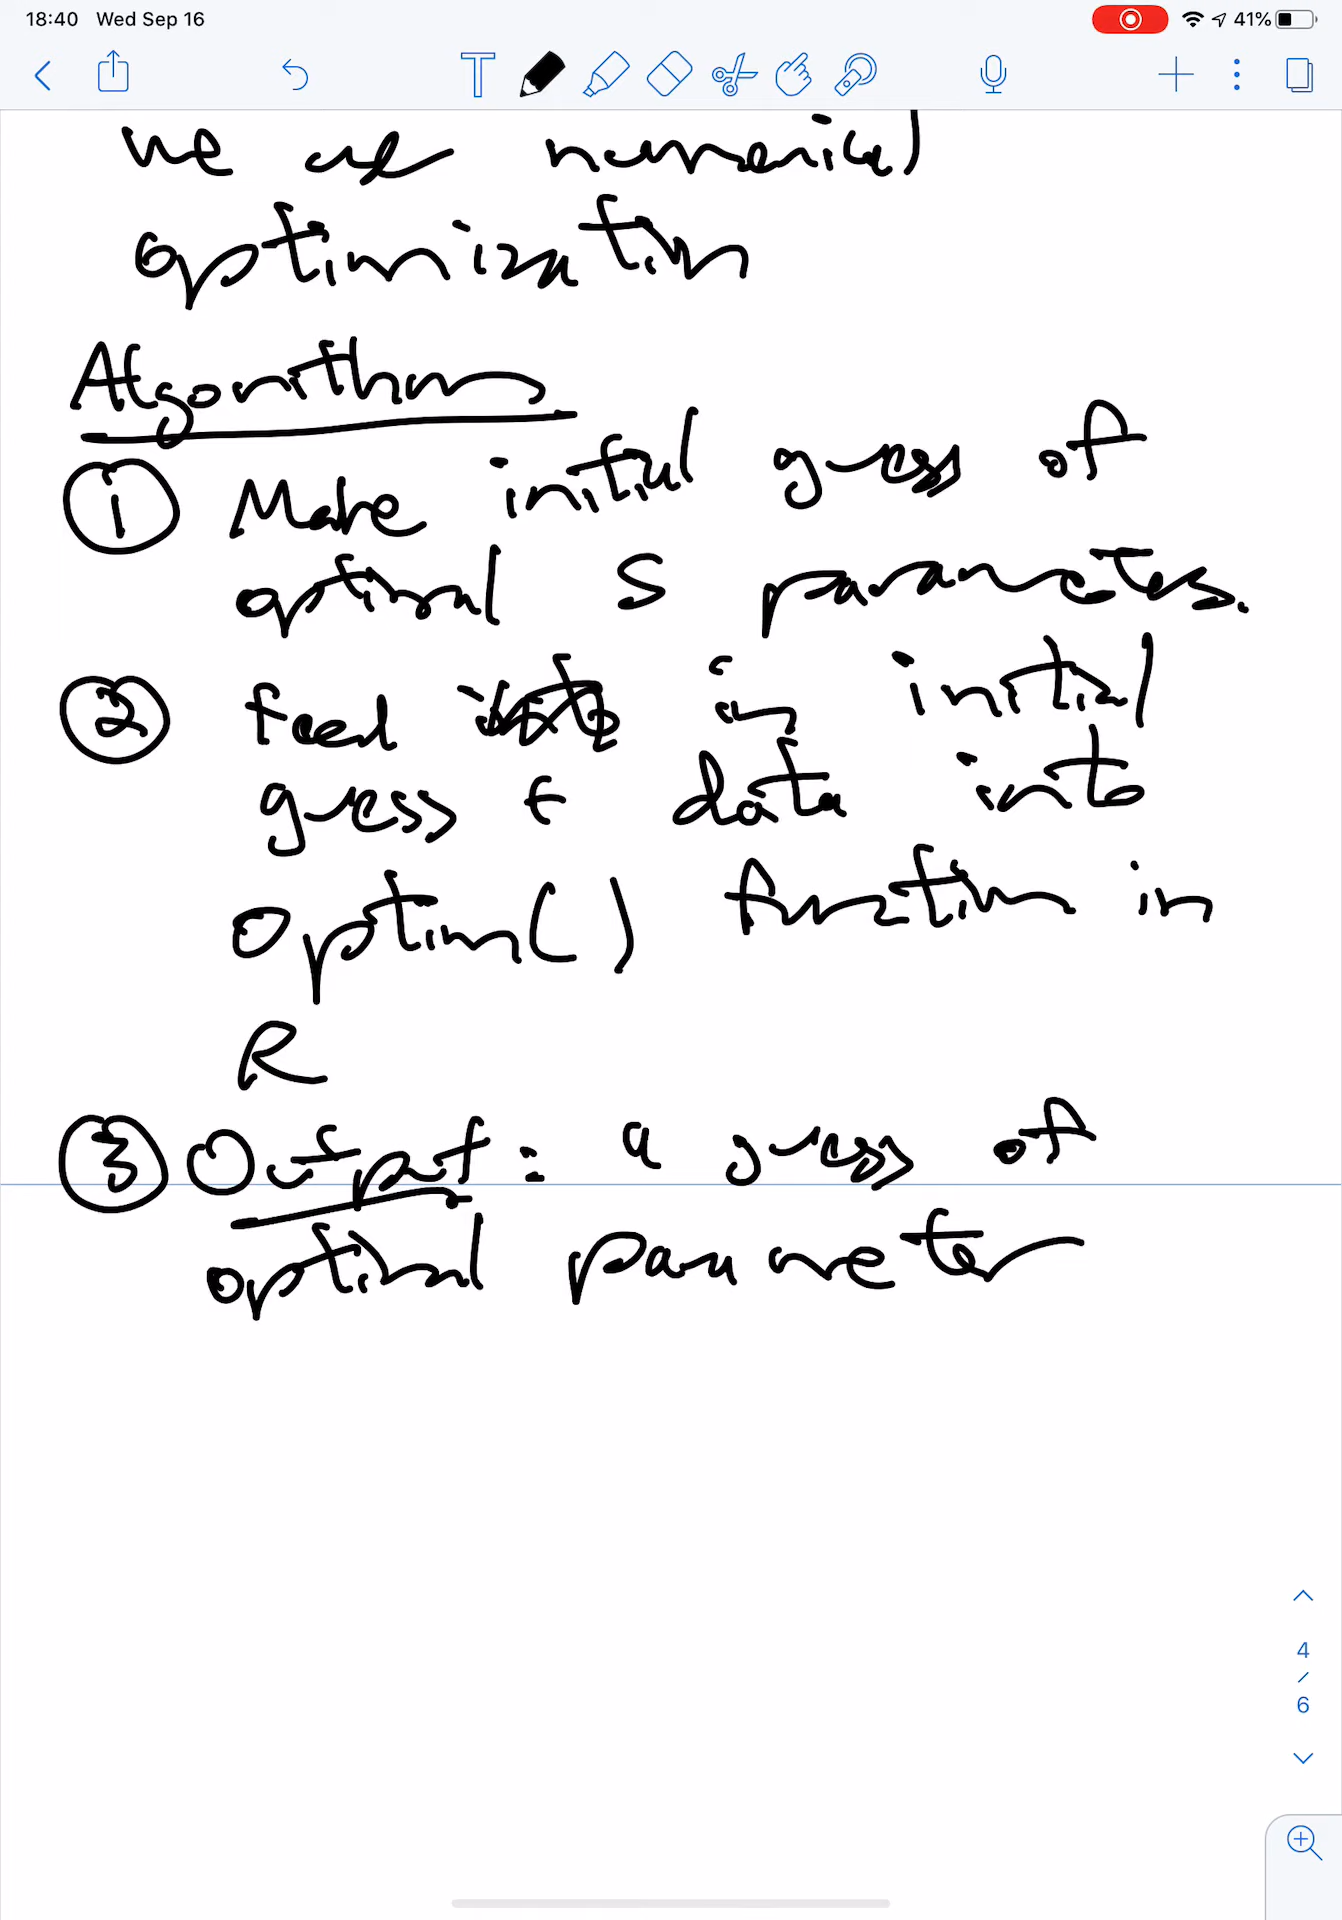 18:40 Wed Sep 16 41%
T
we use numerical
optimization
Algorithm
1 Make initial guess of
optimal S parameters.
2 feed in initial
guess + data into
optim() function in
R
3 Output: a guess of
optimal parameter
4
/
6